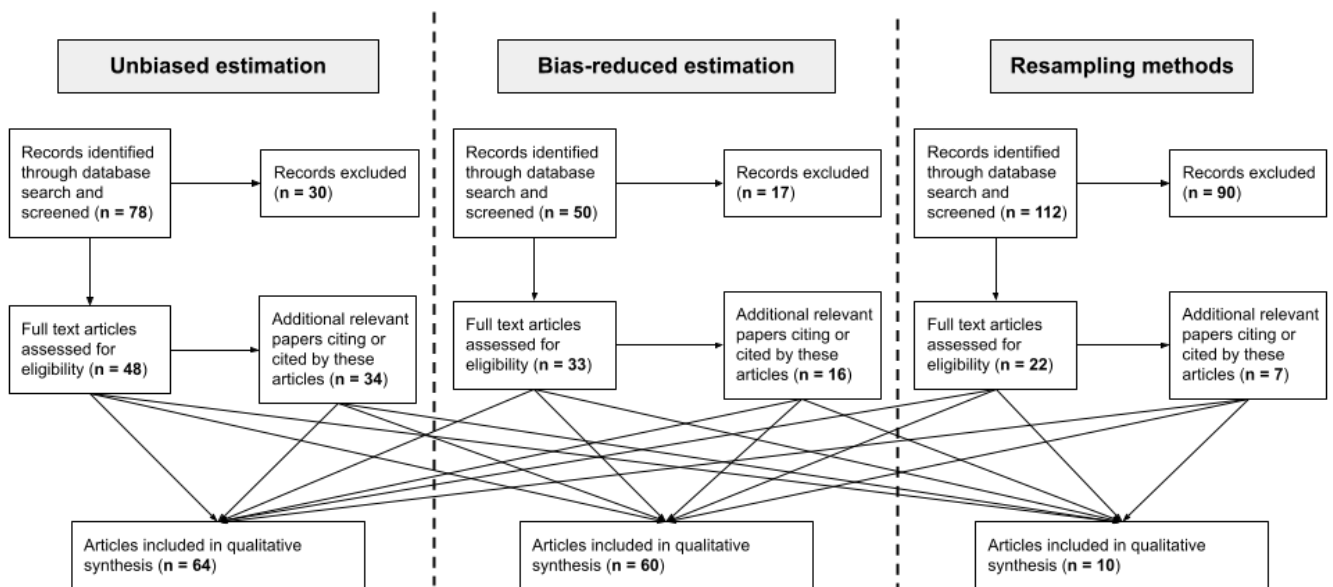 Unbiased estimation
Bias-reduced estimation
Resampling methods
Records identified
through database
search and
screened (n = 78)
Records excluded
(n = 30)
Records identified
through database
search and
screened (n = 50)
Records excluded
(n = 17)
Records identified
through database
search and
screened (n = 112)
Records excluded
(n = 90)
Full text articles
assessed for
eligibility (n = 48)
Additional relevant
papers citing or
cited by these
articles (n = 34)
Full text articles
assessed for
eligibility (n = 33)
Additional relevant
papers citing or
cited by these
articles (n = 16)
Full text articles
assessed for
eligibility (n = 22)
Additional relevant
papers citing or
cited by these
articles (n = 7)
Articles included in qualitative
synthesis (n = 64)
Articles included in qualitative
synthesis (n = 60)
Articles included in qualitative
synthesis (n = 10)